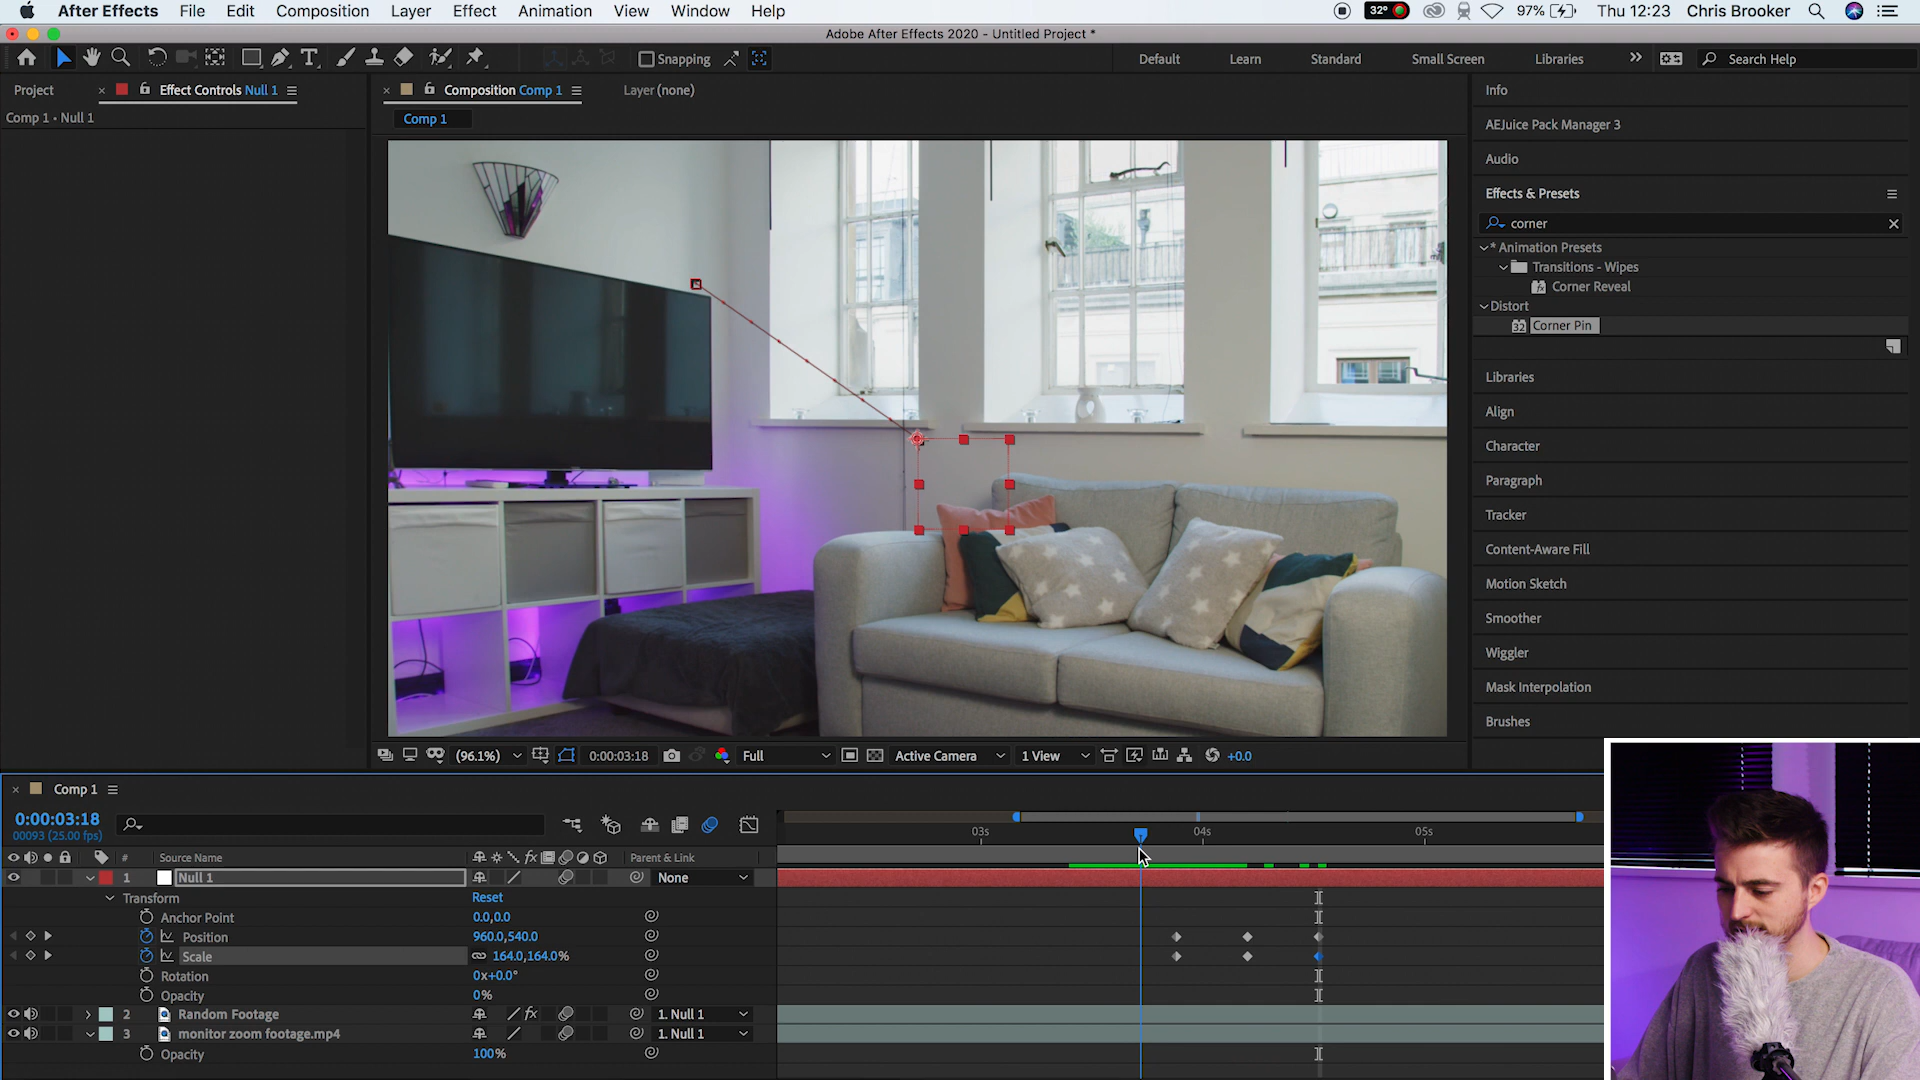 After Effects File Edit Composition Layer Effect Animation View Window Help 32° 97% Thu 12:23 Chris Brooker
Adobe After Effects 2020 - Untitled Project *
Snapping Default Learn Standard Small Screen Libraries Search Help
Project Effect Controls Null 1 Composition Comp 1 Layer (none)
Comp 1 • Null 1
Comp 1
Info
AEJuice Pack Manager 3
Audio
Effects & Presets
corner
* Animation Presets
Transitions - Wipes
Corner Reveal
Distort
32 Corner Pin
Libraries
Align
Character
Paragraph
Tracker
Content-Aware Fill
Motion Sketch
Smoother
Wiggler
Mask Interpolation
Brushes
(96.1%) 0:00:03:18 Full Active Camera 1 View +0.0
Comp 1
0:00:03:18
00093 (25.00 fps)
03s 04s 05s
# Source Name fx Parent & Link
1 Null 1 None
Transform Reset
Anchor Point 0.0,0.0
Position 960.0,540.0
Scale 164.0,164.0%
Rotation 0x+0.0°
Opacity 0%
2 Random Footage fx 1. Null 1
3 monitor zoom footage.mp4 1. Null 1
Opacity 100%